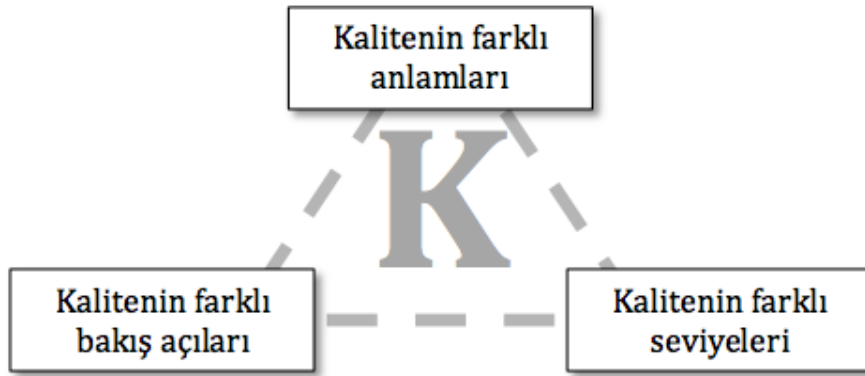 Kalitenin farklı
anlamları
K
Kalitenin farklı
bakış açıları
Kalitenin farklı
seviyeleri